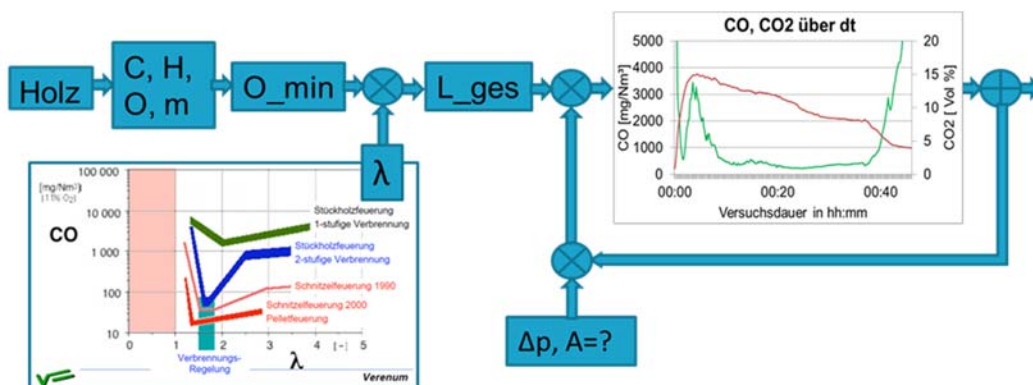 Holz
C, H,
O, m
O_min
L_ges
λ
CO, CO2 über dt
CO [mg/Nm³]
5000
4000
3000
2000
1000
0
20
15
10
5
0
CO2 [Vol %]
00:00
00:20
00:40
Versuchsdauer in hh:mm
Δp, A=?
[mg/Nm³]
(11% O₂)
CO
100 000
10 000
1 000
100
10
Stückholzfeuerung
1-stufige Verbrennung
Stückholzfeuerung
2-stufige Verbrennung
Schnitzelfeuerung 1990
Schnitzelfeuerung 2000
Pelletfeuerung
0
1
2
3
4
[-]
5
Verbrennungs-
Regelung
λ
Verenum